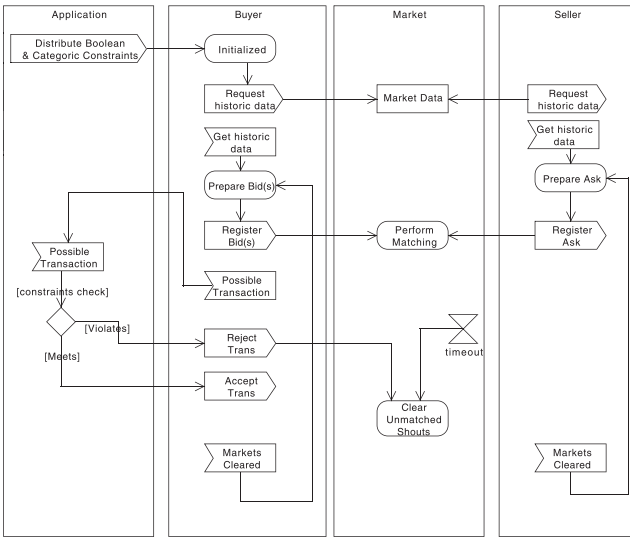 Application
Buyer
Market
Seller
Distribute Boolean
& Categoric Constraints
Initialized
Request
historic data
Market Data
Request
historic data
Get historic
data
Get historic
data
Prepare Bid(s)
Prepare Ask
Register
Bid(s)
Perform
Matching
Register
Ask
Possible
Transaction
Possible
Transaction
[constraints check]
[Violates]
[Meets]
Reject
Trans
timeout
Accept
Trans
Clear
Unmatched
Shouts
Markets
Cleared
Markets
Cleared